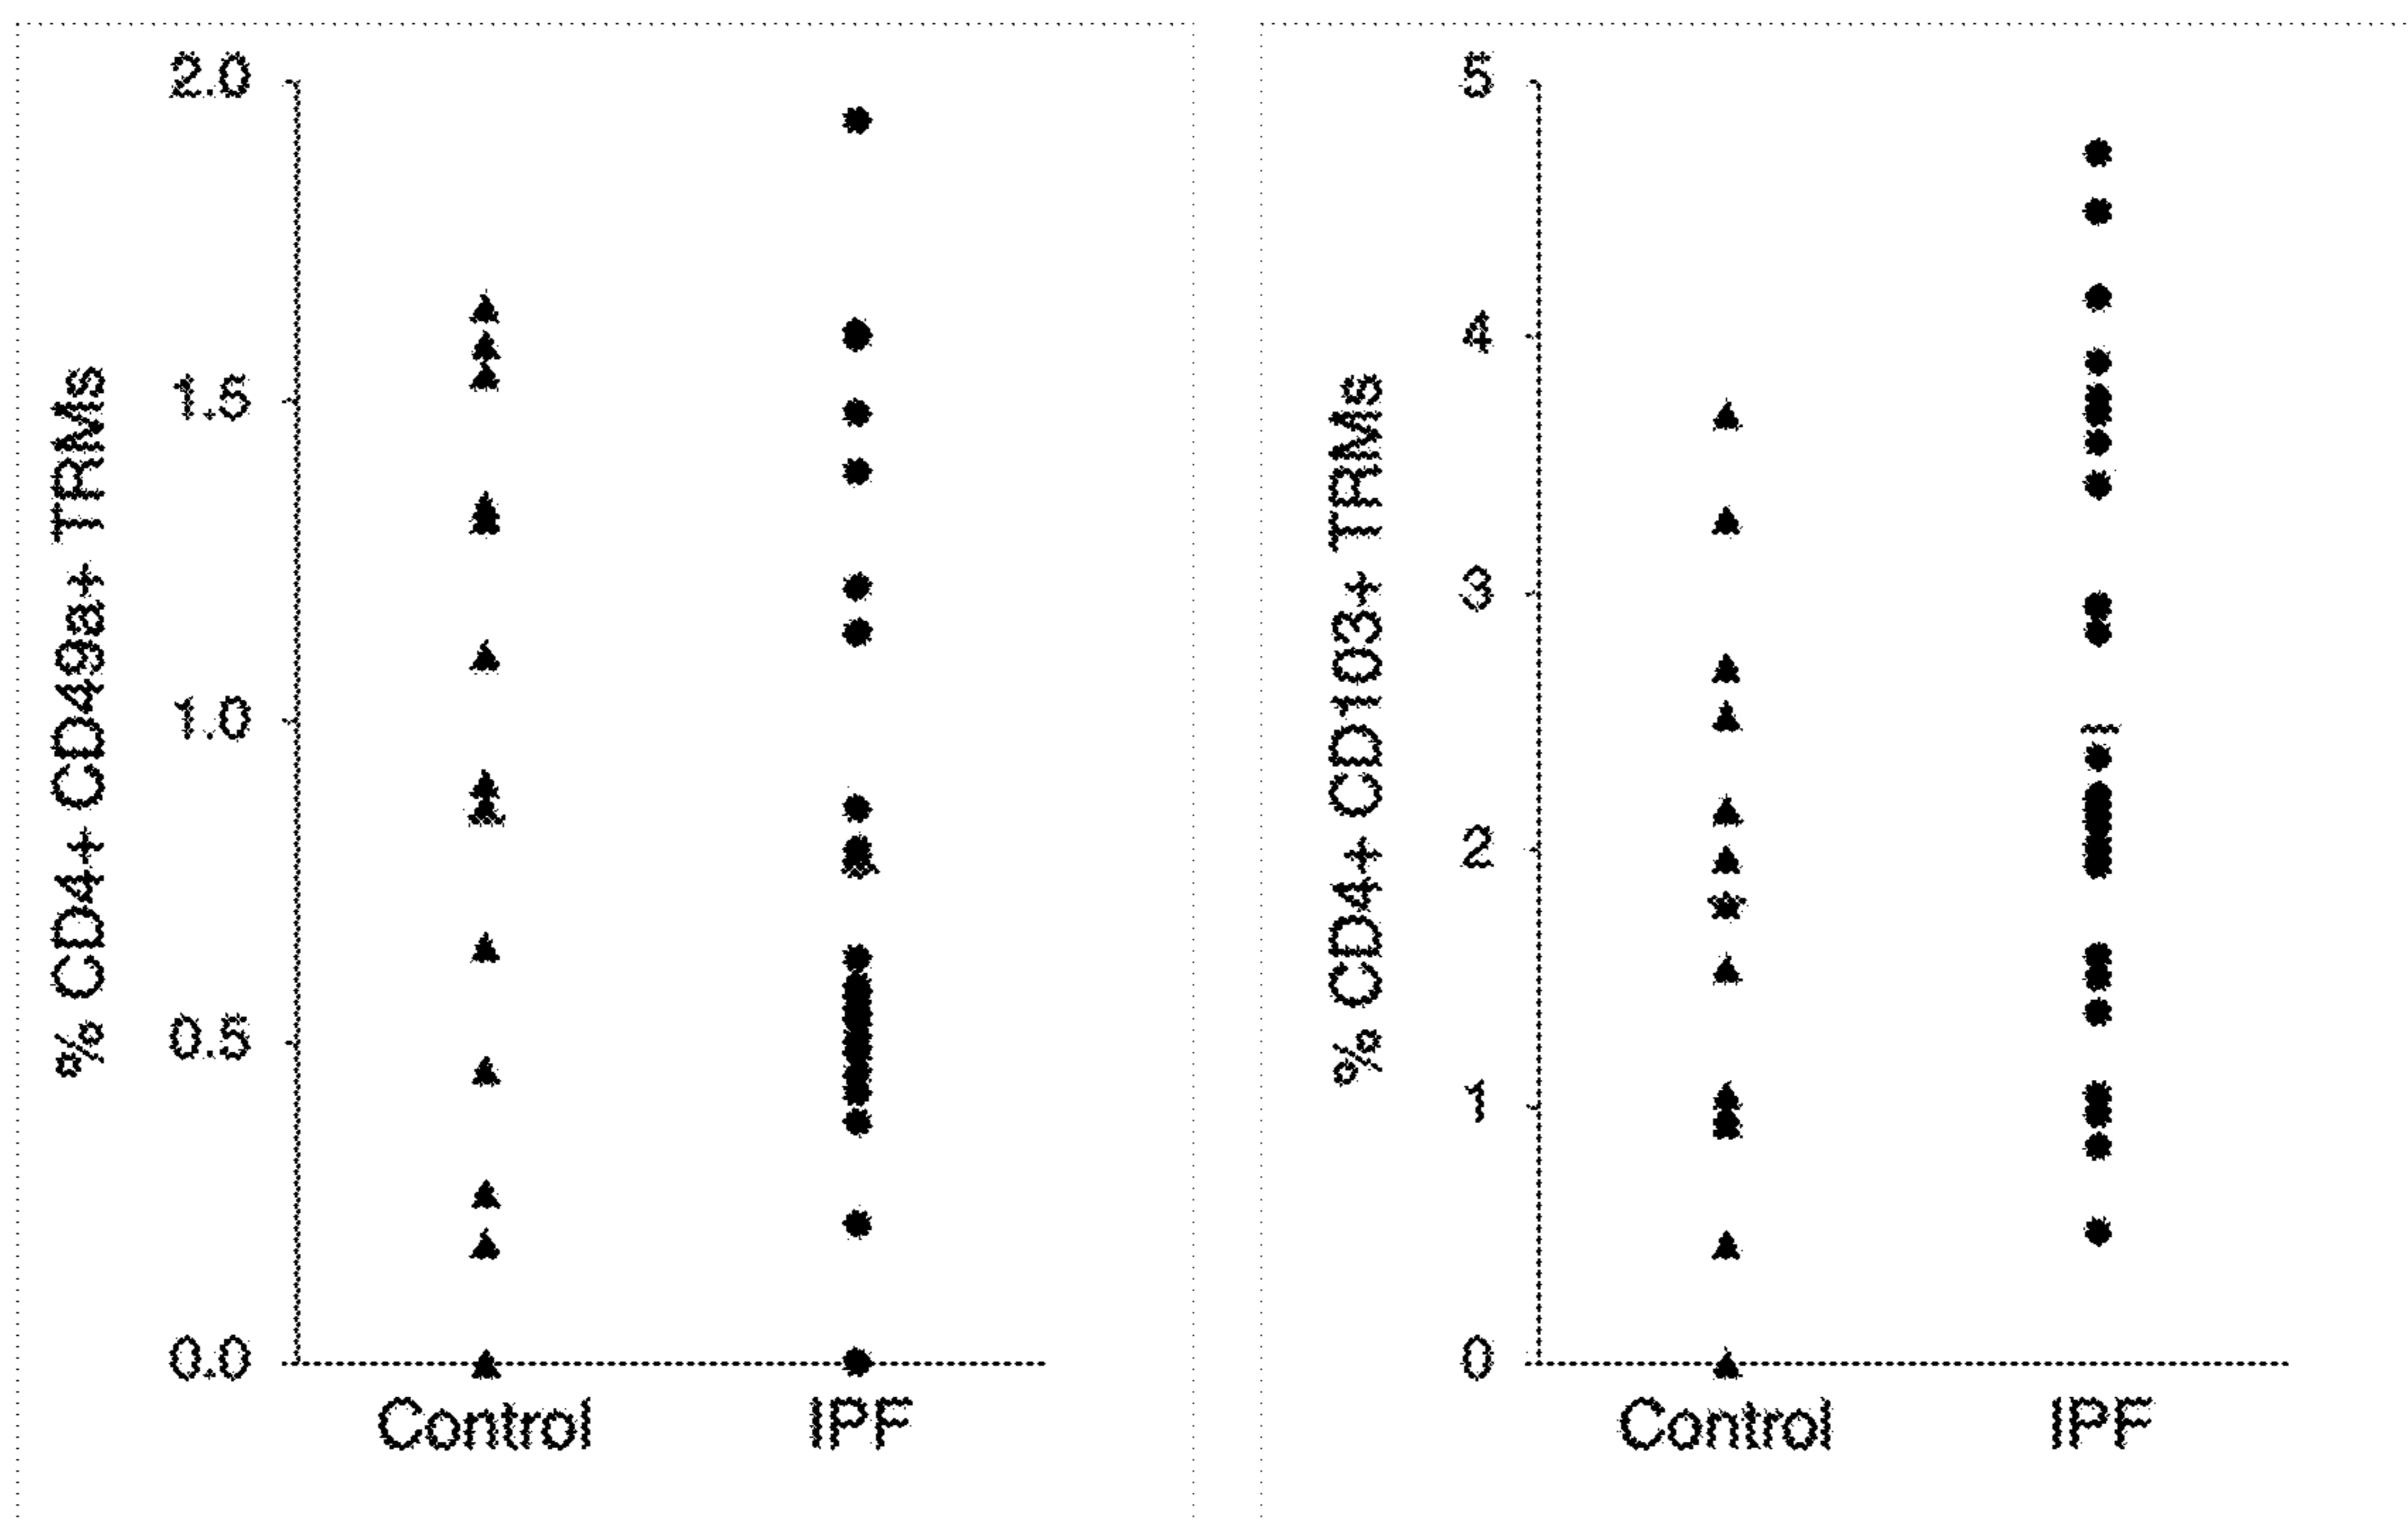 % CD4+ CD49a+ TRMs
2.0
1.5
1.0
0.5
0.0
Control IPF
% CD4+ CD103+ TRMs
5
4
3
2
1
0
Control IPF